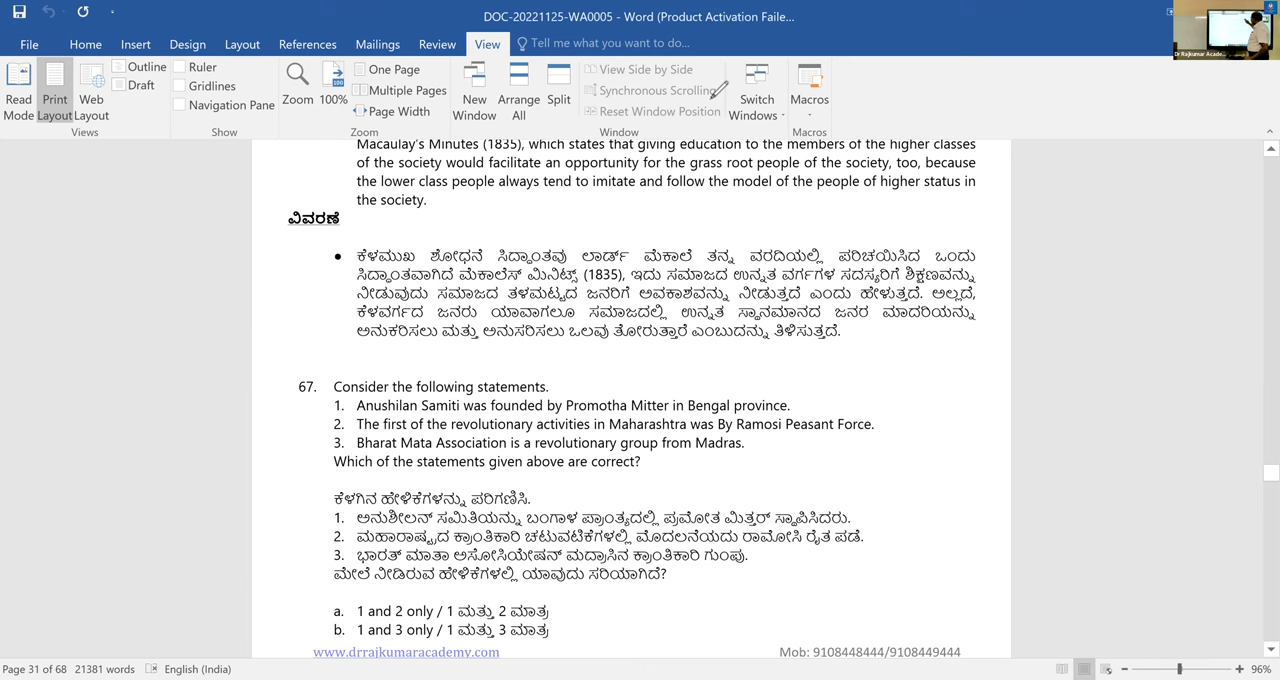 DOC-20221125-WA0005 - Word (Product Activation Faile...
File Home Insert Design Layout References Mailings Review View Tell me what you want to do...
Read Mode
Print Layout
Web Layout
Outline
Draft
Views
Ruler
Gridlines
Navigation Pane
Show
Zoom
100%
One Page
Multiple Pages
Page Width
Zoom
New Window
Arrange All
Split
View Side by Side
Synchronous Scrolling
Reset Window Position
Window
Switch Windows
Macros
Macros
Dr Rajkumar Acade...
Macaulay's Minutes (1835), which states that giving education to the members of the higher classes
of the society would facilitate an opportunity for the grass root people of the society, too, because
the lower class people always tend to imitate and follow the model of the people of higher status in
the society.
ವಿವರಣೆ
• ಕೆಳಮುಖ ಶೋಧನೆ ಸಿದ್ಧಾಂತವು ಲಾರ್ಡ್ ಮೆಕಾಲೆ ತನ್ನ ವರದಿಯಲ್ಲಿ ಪರಿಚಯಿಸಿದ ಒಂದು
ಸಿದ್ಧಾಂತವಾಗಿದೆ ಮೆಕಾಲೆಸ್ ಮಿನಿಟ್ಸ್ (1835), ಇದು ಸಮಾಜದ ಉನ್ನತ ವರ್ಗಗಳ ಸದಸ್ಯರಿಗೆ ಶಿಕ್ಷಣವನ್ನು
ನೀಡುವುದು ಸಮಾಜದ ತಳಮಟ್ಟದ ಜನರಿಗೆ ಅವಕಾಶವನ್ನು ನೀಡುತ್ತದೆ ಎಂದು ಹೇಳುತ್ತದೆ. ಅಲ್ಲದೆ,
ಕೆಳವರ್ಗದ ಜನರು ಯಾವಾಗಲೂ ಸಮಾಜದಲ್ಲಿ ಉನ್ನತ ಸ್ಥಾನಮಾನದ ಜನರ ಮಾದರಿಯನ್ನು
ಅನುಕರಿಸಲು ಮತ್ತು ಅನುಸರಿಸಲು ಒಲವು ತೋರುತ್ತಾರೆ ಎಂಬುದನ್ನು ತಿಳಿಸುತ್ತದೆ.
67. Consider the following statements.
1. Anushilan Samiti was founded by Promotha Mitter in Bengal province.
2. The first of the revolutionary activities in Maharashtra was By Ramosi Peasant Force.
3. Bharat Mata Association is a revolutionary group from Madras.
Which of the statements given above are correct?
ಕೆಳಗಿನ ಹೇಳಿಕೆಗಳನ್ನು ಪರಿಗಣಿಸಿ.
1. ಅನುಶೀಲನ್ ಸಮಿತಿಯನ್ನು ಬಂಗಾಳ ಪ್ರಾಂತ್ಯದಲ್ಲಿ ಪ್ರಮೋತ ಮಿತ್ತರ್ ಸ್ಥಾಪಿಸಿದರು.
2. ಮಹಾರಾಷ್ಟ್ರದ ಕ್ರಾಂತಿಕಾರಿ ಚಟುವಟಿಕೆಗಳಲ್ಲಿ ಮೊದಲನೆಯದು ರಾಮೋಸಿ ರೈತ ಪಡೆ.
3. ಭಾರತ್ ಮಾತಾ ಅಸೋಸಿಯೇಷನ್ ಮದ್ರಾಸಿನ ಕ್ರಾಂತಿಕಾರಿ ಗುಂಪು.
ಮೇಲೆ ನೀಡಿರುವ ಹೇಳಿಕೆಗಳಲ್ಲಿ ಯಾವುದು ಸರಿಯಾಗಿದೆ?
a. 1 and 2 only / 1 ಮತ್ತು 2 ಮಾತ್ರ
b. 1 and 3 only / 1 ಮತ್ತು 3 ಮಾತ್ರ
www.drrajkumaracademy.com Mob: 9108448444/9108449444
Page 31 of 68 21381 words English (India) 96%